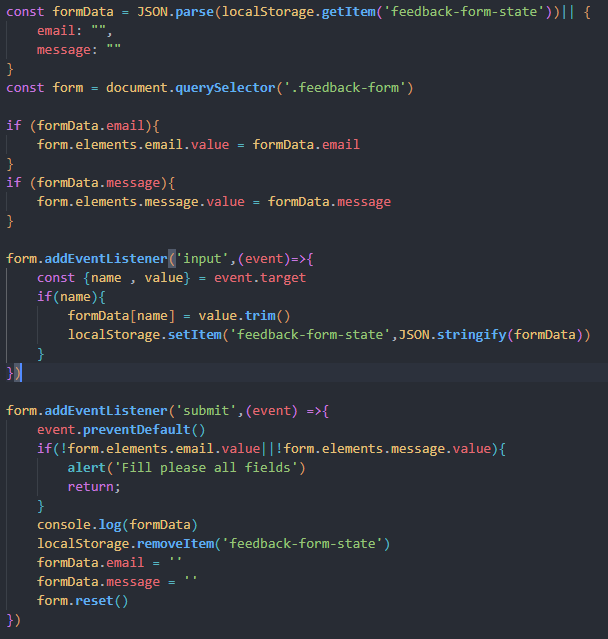 const formData = JSON.parse(localStorage.getItem('feedback-form-state'))|| {
    email: "",
    message: ""
}
const form = document.querySelector('.feedback-form')

if (formData.email){
    form.elements.email.value = formData.email
}
if (formData.message){
    form.elements.message.value = formData.message
}

form.addEventListener('input',(event)=>{
    const {name , value} = event.target
    if(name){
        formData[name] = value.trim()
        localStorage.setItem('feedback-form-state',JSON.stringify(formData))
    }
})

form.addEventListener('submit',(event) =>{
    event.preventDefault()
    if(!form.elements.email.value||!form.elements.message.value){
        alert('Fill please all fields')
        return;
    }
    console.log(formData)
    localStorage.removeItem('feedback-form-state')
    formData.email = ''
    formData.message = ''
    form.reset()
})